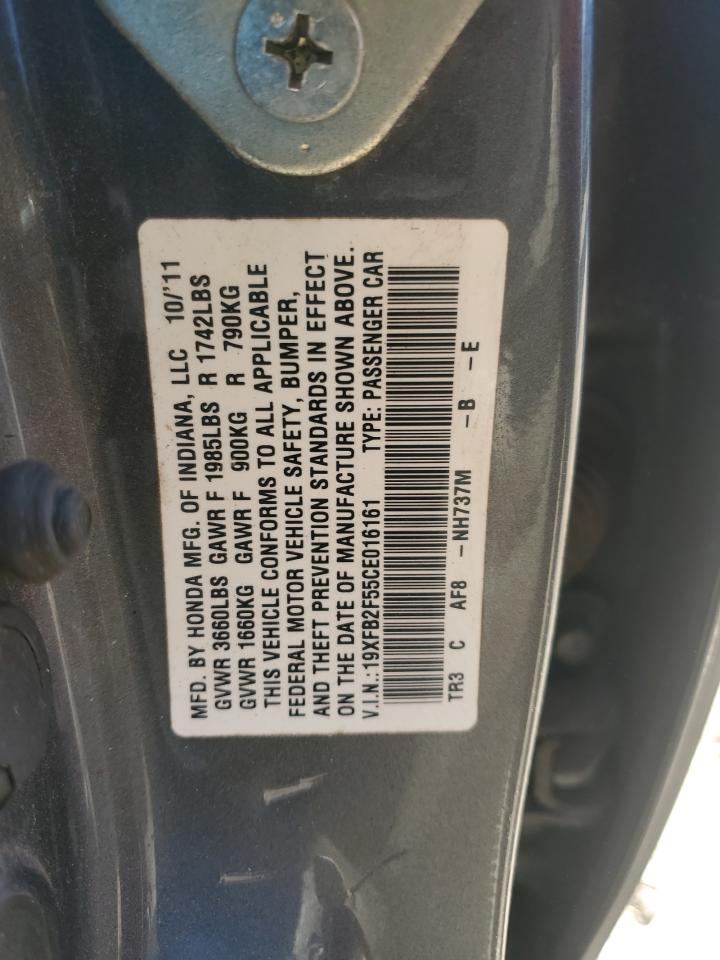 MFD. BY HONDA MFG. OF INDIANA, LLC 10/'11
GVWR 3660LBS GAWR F 1985LBS R 1742LBS
GVWR 1660KG GAWR F 900KG R 790KG
THIS VEHICLE CONFORMS TO ALL APPLICABLE
FEDERAL MOTOR VEHICLE SAFETY, BUMPER,
AND THEFT PREVENTION STANDARDS IN EFFECT
ON THE DATE OF MANUFACTURE SHOWN ABOVE.
V.I.N.:19XFB2F55CE016161 TYPE: PASSENGER CAR
TR3 C AF8 -NH737M -B -E